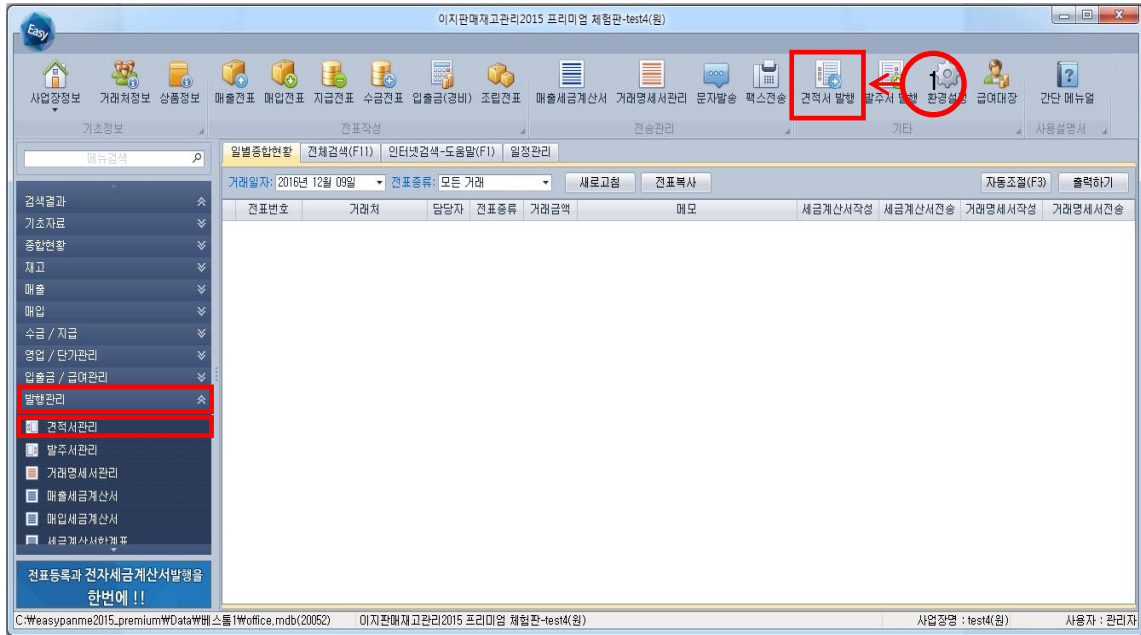 이지판매재고관리2015 프리미엄 체험판-test4(원)
Easy
사업장정보 거래처정보 상품정보 매출전표 매입전표 지급전표 수금전표 입출금(경비) 조립전표 매출세금계산서 거래명세서관리 문자발송 팩스전송 견적서 발행 발주서 발행 환경설정 급여대장 간단 메뉴얼
1
기초정보 전표작성 전송관리 기타 사용설명서
메뉴검색
일별종합현황 전체검색(F11) 인터넷검색-도움말(F1) 일정관리
거래일자: 2016년 12월 09일 전표종류: 모든 거래 새로고침 전표복사 자동조절(F3) 출력하기
전표번호 거래처 담당자 전표종류 거래금액 메모 세금계산서작성 세금계산서전송 거래명세서작성 거래명세서전송
검색결과
기초자료
종합현황
재고
매출
매입
수금 / 지급
영업 / 단가관리
입출금 / 급여관리
발행관리
견적서관리
발주서관리
거래명세서관리
매출세금계산서
매입세금계산서
세금계산서합계표
전표등록과 전자세금계산서발행을
한번에 !!
C:₩easypanme2015_premium₩Data₩베스톰1₩office,mdb(20052) 이지판매재고관리2015 프리미엄 체험판-test4(원) 사업장명 : test4(원) 사용자 : 관리자